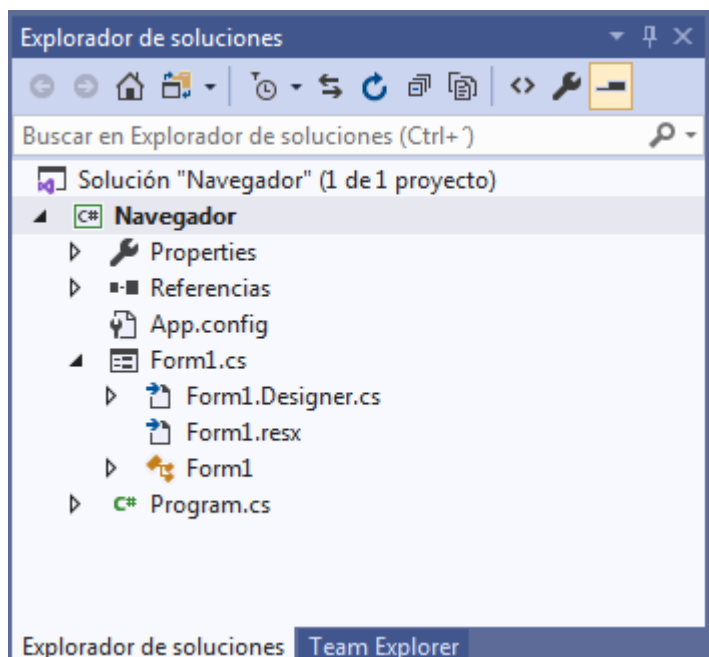 Explorador de soluciones
Buscar en Explorador de soluciones (Ctrl+´)
Solución "Navegador" (1 de 1 proyecto)
C# Navegador
Properties
Referencias
App.config
Form1.cs
Form1.Designer.cs
Form1.resx
Form1
C# Program.cs
Explorador de soluciones Team Explorer